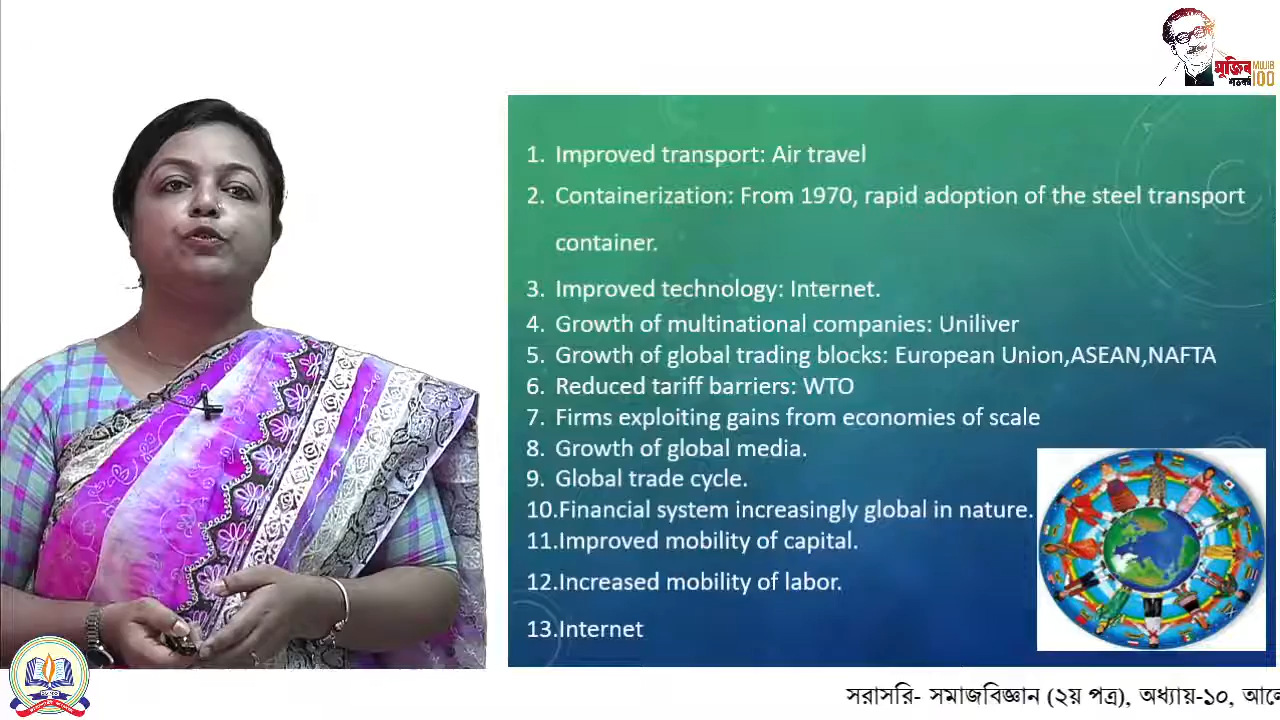 মুজিব MUJIB
শতবর্ষ 100
1. Improved transport: Air travel
2. Containerization: From 1970, rapid adoption of the steel transport
container.
3. Improved technology: Internet.
4. Growth of multinational companies: Uniliver
5. Growth of global trading blocks: European Union,ASEAN,NAFTA
6. Reduced tariff barriers: WTO
7. Firms exploiting gains from economies of scale
8. Growth of global media.
9. Global trade cycle.
10.Financial system increasingly global in nature.
11.Improved mobility of capital.
12.Increased mobility of labor.
13.Internet
সরাসরি- সমাজবিজ্ঞান (২য় পত্র), অধ্যায়-১০,